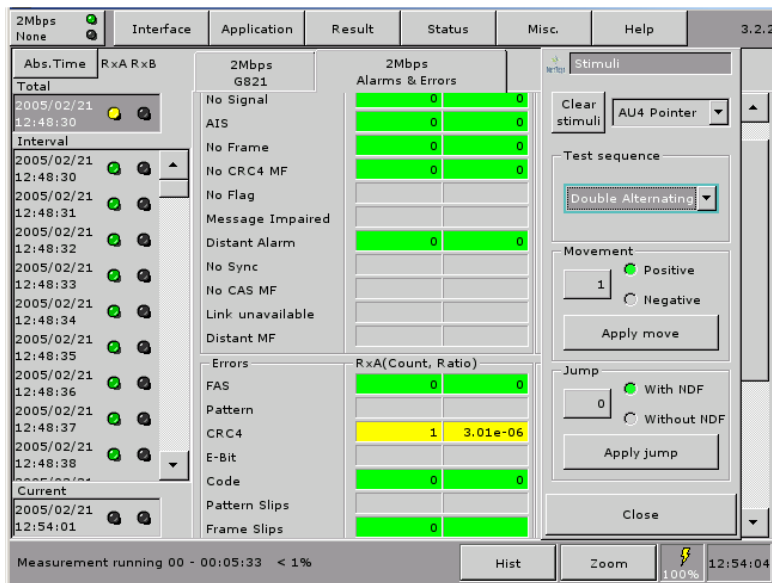 2Mbps
None
Interface
Application
Result
Status
Misc.
Help
3.2.2
Abs.Time RxA RxB
Total
2005/02/21
12:48:30
Interval
2005/02/21
12:48:30
2005/02/21
12:48:31
2005/02/21
12:48:32
2005/02/21
12:48:33
2005/02/21
12:48:34
2005/02/21
12:48:35
2005/02/21
12:48:36
2005/02/21
12:48:37
2005/02/21
12:48:38
Current
2005/02/21
12:54:01
2Mbps
G821
2Mbps
Alarms & Errors
No Signal 0 0
AIS 0 0
No Frame 0 0
No CRC4 MF 0 0
No Flag
Message Impaired
Distant Alarm 0 0
No Sync
No CAS MF
Link unavailable
Distant MF
Errors RxA(Count, Ratio)
FAS 0 0
Pattern
CRC4 1 3.01e-06
E-Bit
Code 0 0
Pattern Slips
Frame Slips 0
Stimuli
Clear
stimuli
AU4 Pointer
Test sequence
Double Alternating
Movement
1
Positive
Negative
Apply move
Jump
0
With NDF
Without NDF
Apply jump
Close
Measurement running 00 - 00:05:33 < 1%
Hist
Zoom
100%
12:54:04